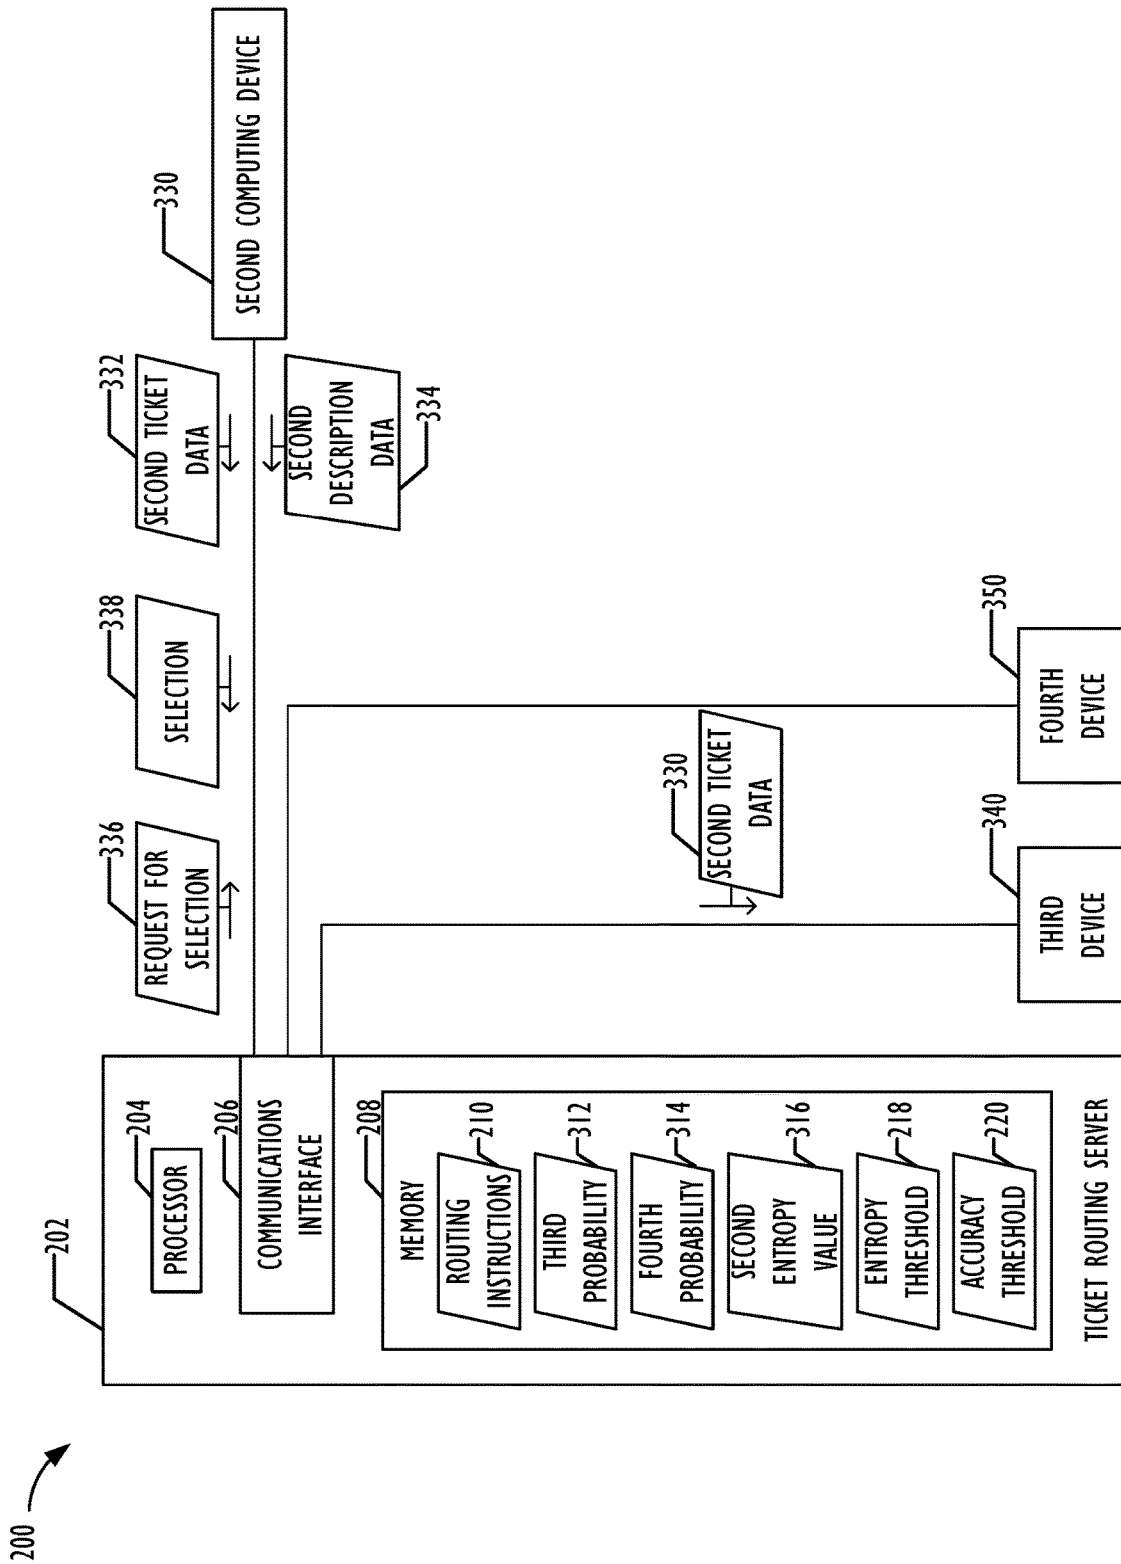 200
202
204
PROCESSOR
206
COMMUNICATIONS
INTERFACE
208
MEMORY
210
ROUTING
INSTRUCTIONS
312
THIRD
PROBABILITY
314
FOURTH
PROBABILITY
316
SECOND
ENTROPY
VALUE
218
ENTROPY
THRESHOLD
220
ACCURACY
THRESHOLD
TICKET ROUTING SERVER
336
REQUEST FOR
SELECTION
338
SELECTION
332
SECOND TICKET
DATA
SECOND
DESCRIPTION
DATA
334
330
SECOND COMPUTING DEVICE
330
SECOND TICKET
DATA
340
THIRD
DEVICE
350
FOURTH
DEVICE